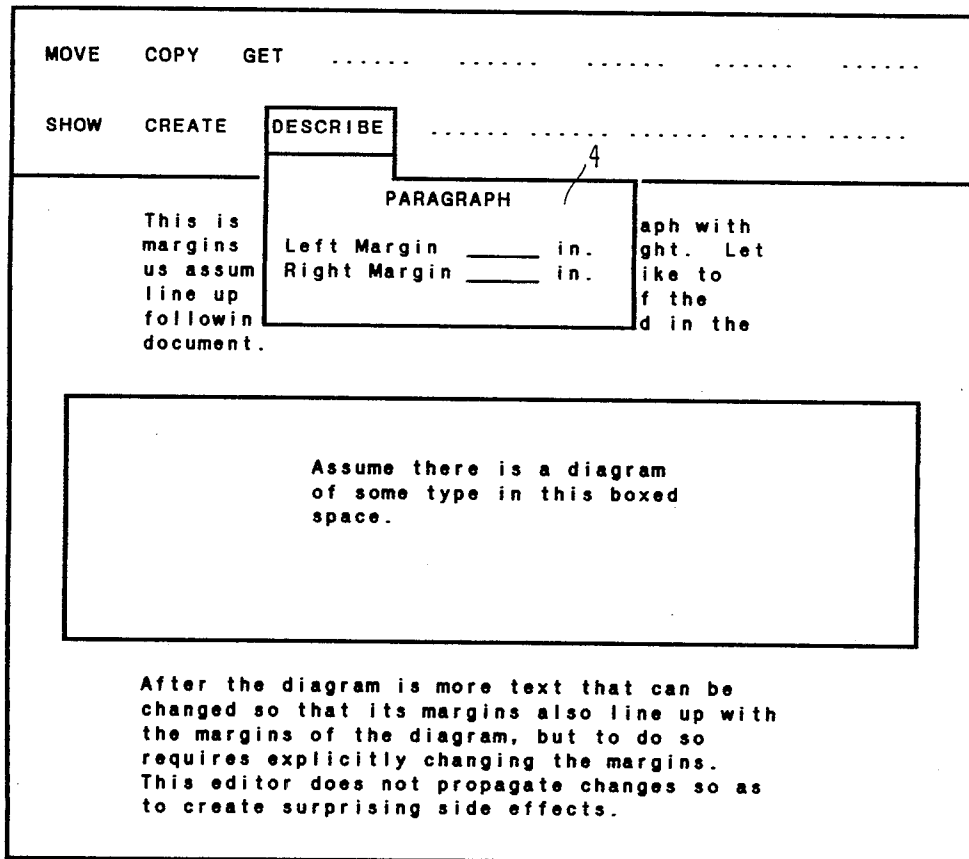 MOVE COPY GET ...... ...... ...... ...... ......
SHOW CREATE DESCRIBE ...... ...... ...... ...... ......
4
PARAGRAPH
Left Margin ______ in.
Right Margin ______ in.
This is aph with
margins ght. Let
us assum ike to
line up f the
followin d in the
document.
Assume there is a diagram
of some type in this boxed
space.
After the diagram is more text that can be
changed so that its margins also line up with
the margins of the diagram, but to do so
requires explicitly changing the margins.
This editor does not propagate changes so as
to create surprising side effects.